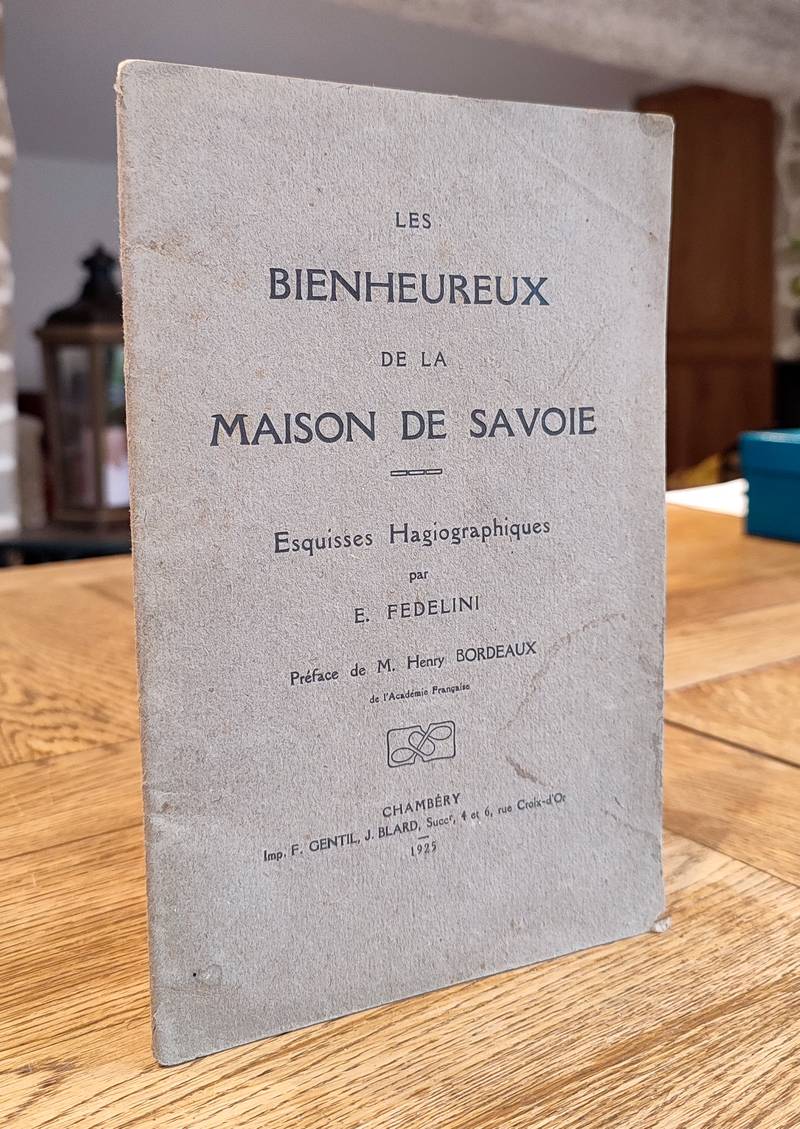 LES
BIENHEUREUX
DE LA
MAISON DE SAVOIE
Esquisses Hagiographiques
par
E. FEDELINI
Préface de M. Henry BORDEAUX
de l'Académie Française
CHAMBÉRY
Imp. F. GENTIL, J. BLARD, Succr, 4 et 6, rue Croix-d'Or
1925